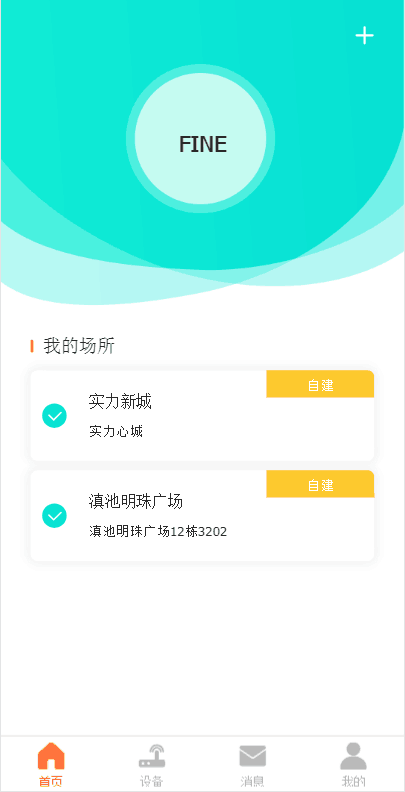 FINE
我的场所
自建
实力新城
实力心城
自建
滇池明珠广场
滇池明珠广场12栋3202
首页
设备
消息
我的